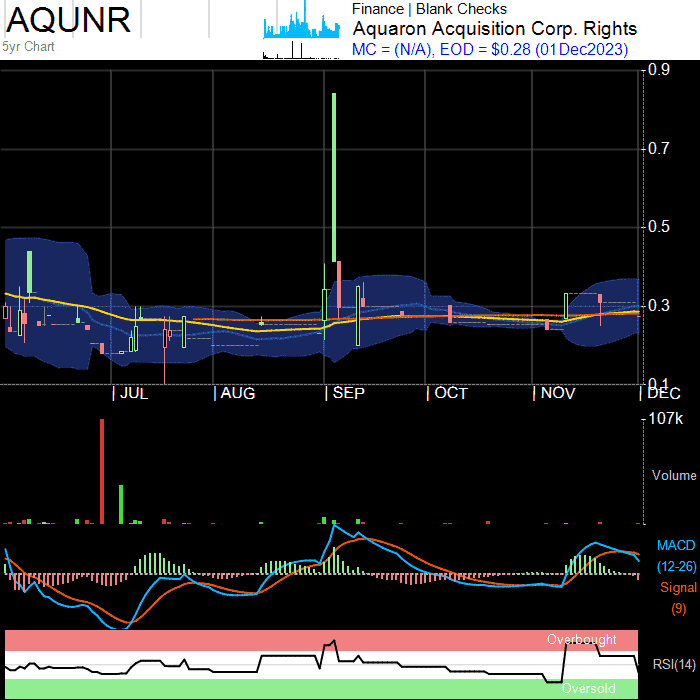 AQUNR
5yr Chart
Finance | Blank Checks
Aquaron Acquisition Corp. Rights
MC = (N/A), EOD = $0.28 (01Dec2023)
0.9
0.7
0.5
0.3
0.1
JUL
AUG
SEP
OCT
NOV
DEC
107k
Volume
MACD
(12-26)
Signal
(9)
Overbought
RSI(14)
Oversold